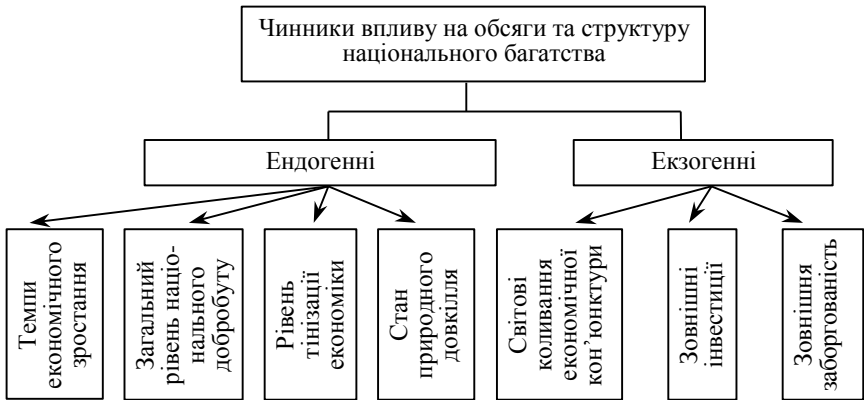 Чинники впливу на обсяги та структуру
національного багатства
Ендогенні
Екзогенні
Темпи
економічного
зростання
Загальний
рівень націо-
нального
добробуту
Рівень
тінізації
економіки
Стан
природного
довкілля
Світові
коливання
економічної
кон’юнктури
Зовнішні
інвестиції
Зовнішня
заборгованість